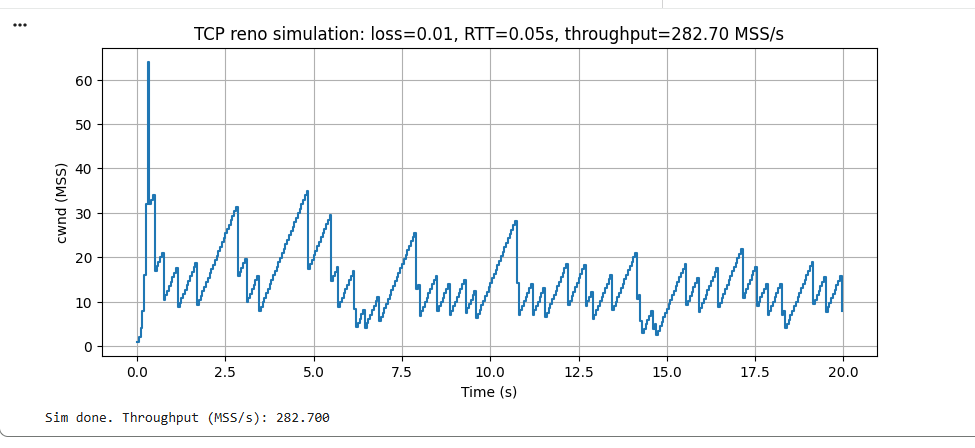 ...
TCP reno simulation: loss=0.01, RTT=0.05s, throughput=282.70 MSS/s
60
50
40
30
20
10
0
cwnd (MSS)
0.0 2.5 5.0 7.5 10.0 12.5 15.0 17.5 20.0
Time (s)
Sim done. Throughput (MSS/s): 282.700